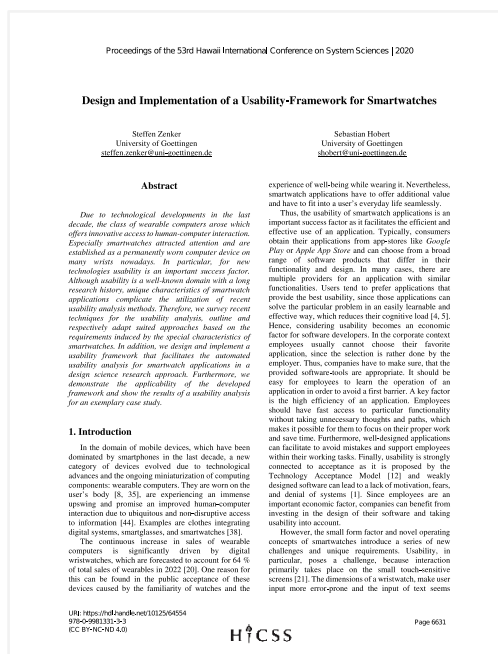 Proceedings of the 53rd Hawaii International Conference on System Sciences | 2020
Design and Implementation of a Usability-Framework for Smartwatches
Steffen Zenker
University of Goettingen
steffen.zenker@uni-goettingen.de
Sebastian Hobert
University of Goettingen
shobert@uni-goettingen.de
Abstract
Due to technological developments in the last
decade, the class of wearable computers arose which
offers innovative access to human-computer interaction.
Especially smartwatches attracted attention and are
established as a permanently worn computer device on
many wrists nowadays. In particular, for new
technologies usability is an important success factor.
Although usability is a well-known domain with a long
research history, unique characteristics of smartwatch
applications complicate the utilization of recent
usability analysis methods. Therefore, we survey recent
techniques for the usability analysis, outline and
respectively adapt suited approaches based on the
requirements induced by the special characteristics of
smartwatches. In addition, we design and implement a
usability framework that facilitates the automated
usability analysis for smartwatch applications in a
design science research approach. Furthermore, we
demonstrate the applicability of the developed
framework and show the results of a usability analysis
for an exemplary case study.
1. Introduction
In the domain of mobile devices, which have been
dominated by smartphones in the last decade, a new
category of devices evolved due to technological
advances and the ongoing miniaturization of computing
components: wearable computers. They are worn on the
user's body [8, 35], are experiencing an immense
upswing and promise an improved human-computer
interaction due to ubiquitous and non-disruptive access
to information [44]. Examples are clothes integrating
digital systems, smartglasses, and smartwatches [38].
The continuous increase in sales of wearable
computers is significantly driven by digital
wristwatches, which are forecasted to account for 64 %
of total sales of wearables in 2022 [20]. One reason for
this can be found in the public acceptance of these
devices caused by the familiarity of watches and the
experience of well-being while wearing it. Nevertheless,
smartwatch applications have to offer additional value
and have to fit into a user's everyday life seamlessly.
Thus, the usability of smartwatch applications is an
important success factor as it facilitates the efficient and
effective use of an application. Typically, consumers
obtain their applications from app-stores like Google
Play or Apple App Store and can choose from a broad
range of software products that differ in their
functionality and design. In many cases, there are
multiple providers for an application with similar
functionalities. Users tend to prefer applications that
provide the best usability, since those applications can
solve the particular problem in an easily learnable and
effective way, which reduces their cognitive load [4, 5].
Hence, considering usability becomes an economic
factor for software developers. In the corporate context
employees usually cannot choose their favorite
application, since the selection is rather done by the
employer. Thus, companies have to make sure, that the
provided software-tools are appropriate. It should be
easy for employees to learn the operation of an
application in order to avoid a first barrier. A key factor
is the high efficiency of an application. Employees
should have fast access to particular functionality
without taking unnecessary thoughts and paths, which
makes it possible for them to focus on their proper work
and save time. Furthermore, well-designed applications
can facilitate to avoid mistakes and support employees
within their working tasks. Finally, usability is strongly
connected to acceptance as it is proposed by the
Technology Acceptance Model [12] and weakly
designed software can lead to a lack of motivation, fears,
and denial of systems [1]. Since employees are an
important economic factor, companies can benefit from
investing in the design of their software and taking
usability into account.
However, the small form factor and novel operating
concepts of smartwatches introduce a series of new
challenges and unique requirements. Usability, in
particular, poses a challenge, because interaction
primarily takes place on the small touch-sensitive
screens [21]. The dimensions of a wristwatch, make user
input more error-prone and the input of text seems
URI: https://hdl.handle.net/10125/64554
978-0-9981331-3-3
(CC BY-NC-ND 4.0)
HICSS
Page 6631